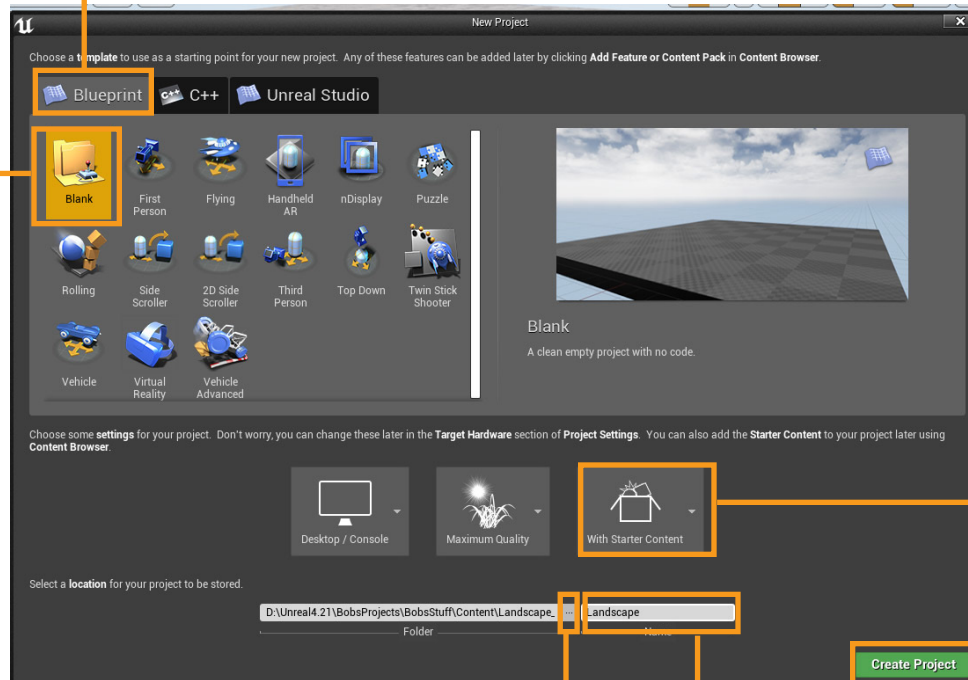 New Project
Choose a template to use as a starting point for your new project. Any of these features can be added later by clicking Add Feature or Content Pack in Content Browser.
Blueprint
C++
C++
Unreal Studio
Blank
First
Person
Flying
Handheld
AR
nDisplay
Puzzle
Rolling
Side
Scroller
2D Side
Scroller
Third
Person
Top Down
Twin Stick
Shooter
Vehicle
Virtual
Reality
Vehicle
Advanced
Blank
A clean empty project with no code.
Choose some settings for your project. Don't worry, you can change these later in the Target Hardware section of Project Settings. You can also add the Starter Content to your project later using
Content Browser.
Desktop / Console
Maximum Quality
With Starter Content
Select a location for your project to be stored.
D:\Unreal4.21\BobsProjects\BobsStuff\Content\Landscape_
...
Landscape
Folder
Name
Create Project